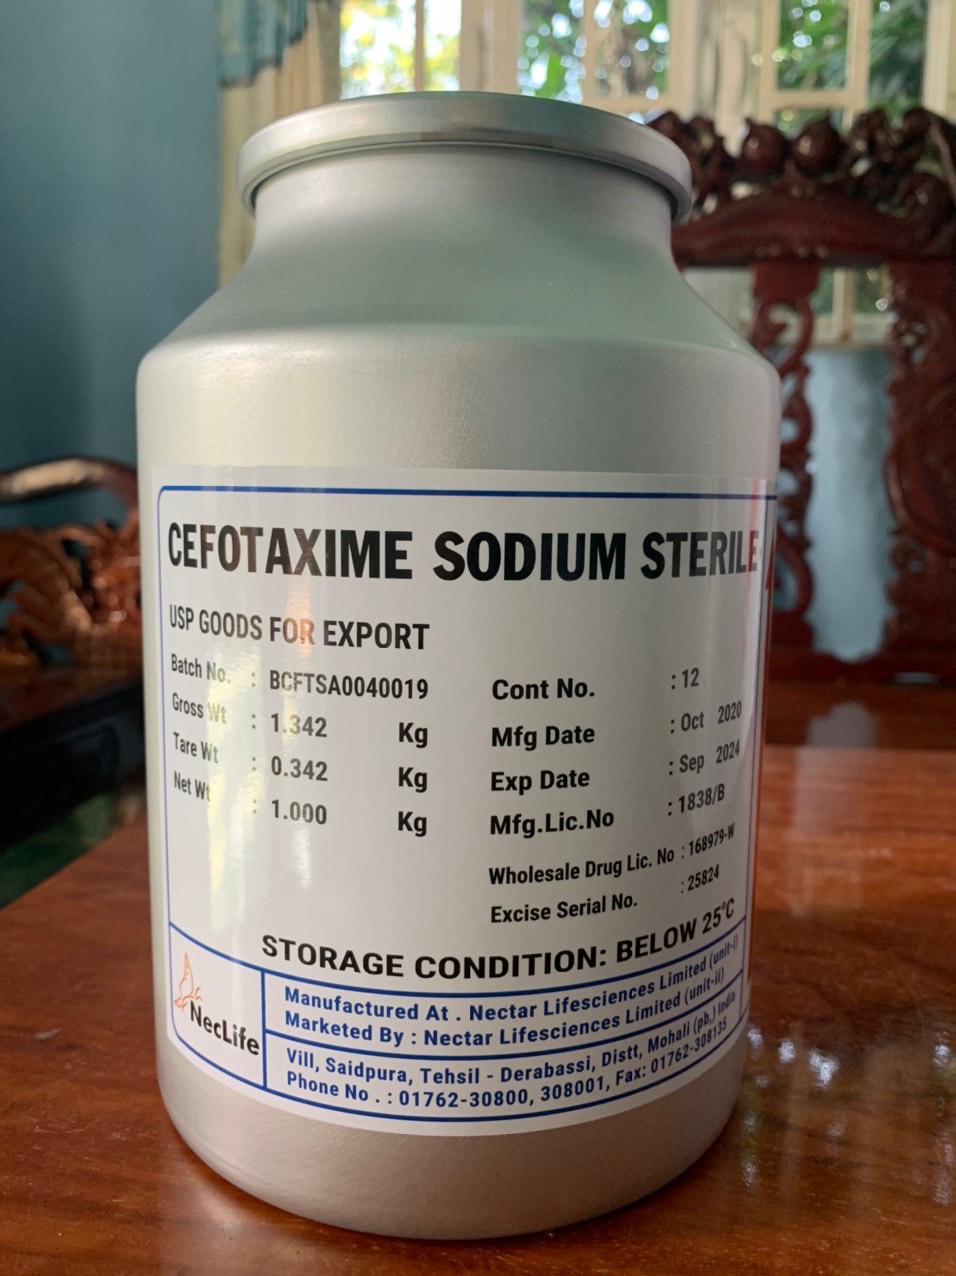 CEFOTAXIME SODIUM STERILE
USP GOODS FOR EXPORT
Batch No. : BCFTSA0040019
Gross Wt : 1.342 Kg
Tare Wt : 0.342 Kg
Net Wt : 1.000 Kg
Cont No. : 12
Mfg Date : Oct 2020
Exp Date : Sep 2024
Mfg.Lic.No : 1838/B
Wholesale Drug Lic. No : 168979-W
Excise Serial No. : 25824
STORAGE CONDITION: BELOW 25°C
NecLife
Manufactured At . Nectar Lifesciences Limited (unit-I)
Marketed By : Nectar Lifesciences Limited (unit-II)
Vill, Saidpura, Tehsil - Derabassi, Distt, Mohali (pb,) India
Phone No . : 01762-30800, 308001, Fax: 01762-308135